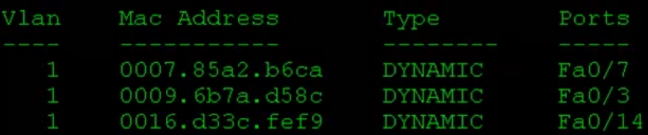 Vlan Mac Address Type Ports
---- ----------- -------- -----
1 0007.85a2.b6ca DYNAMIC Fa0/7
1 0009.6b7a.d58c DYNAMIC Fa0/3
1 0016.d33c.fef9 DYNAMIC Fa0/14